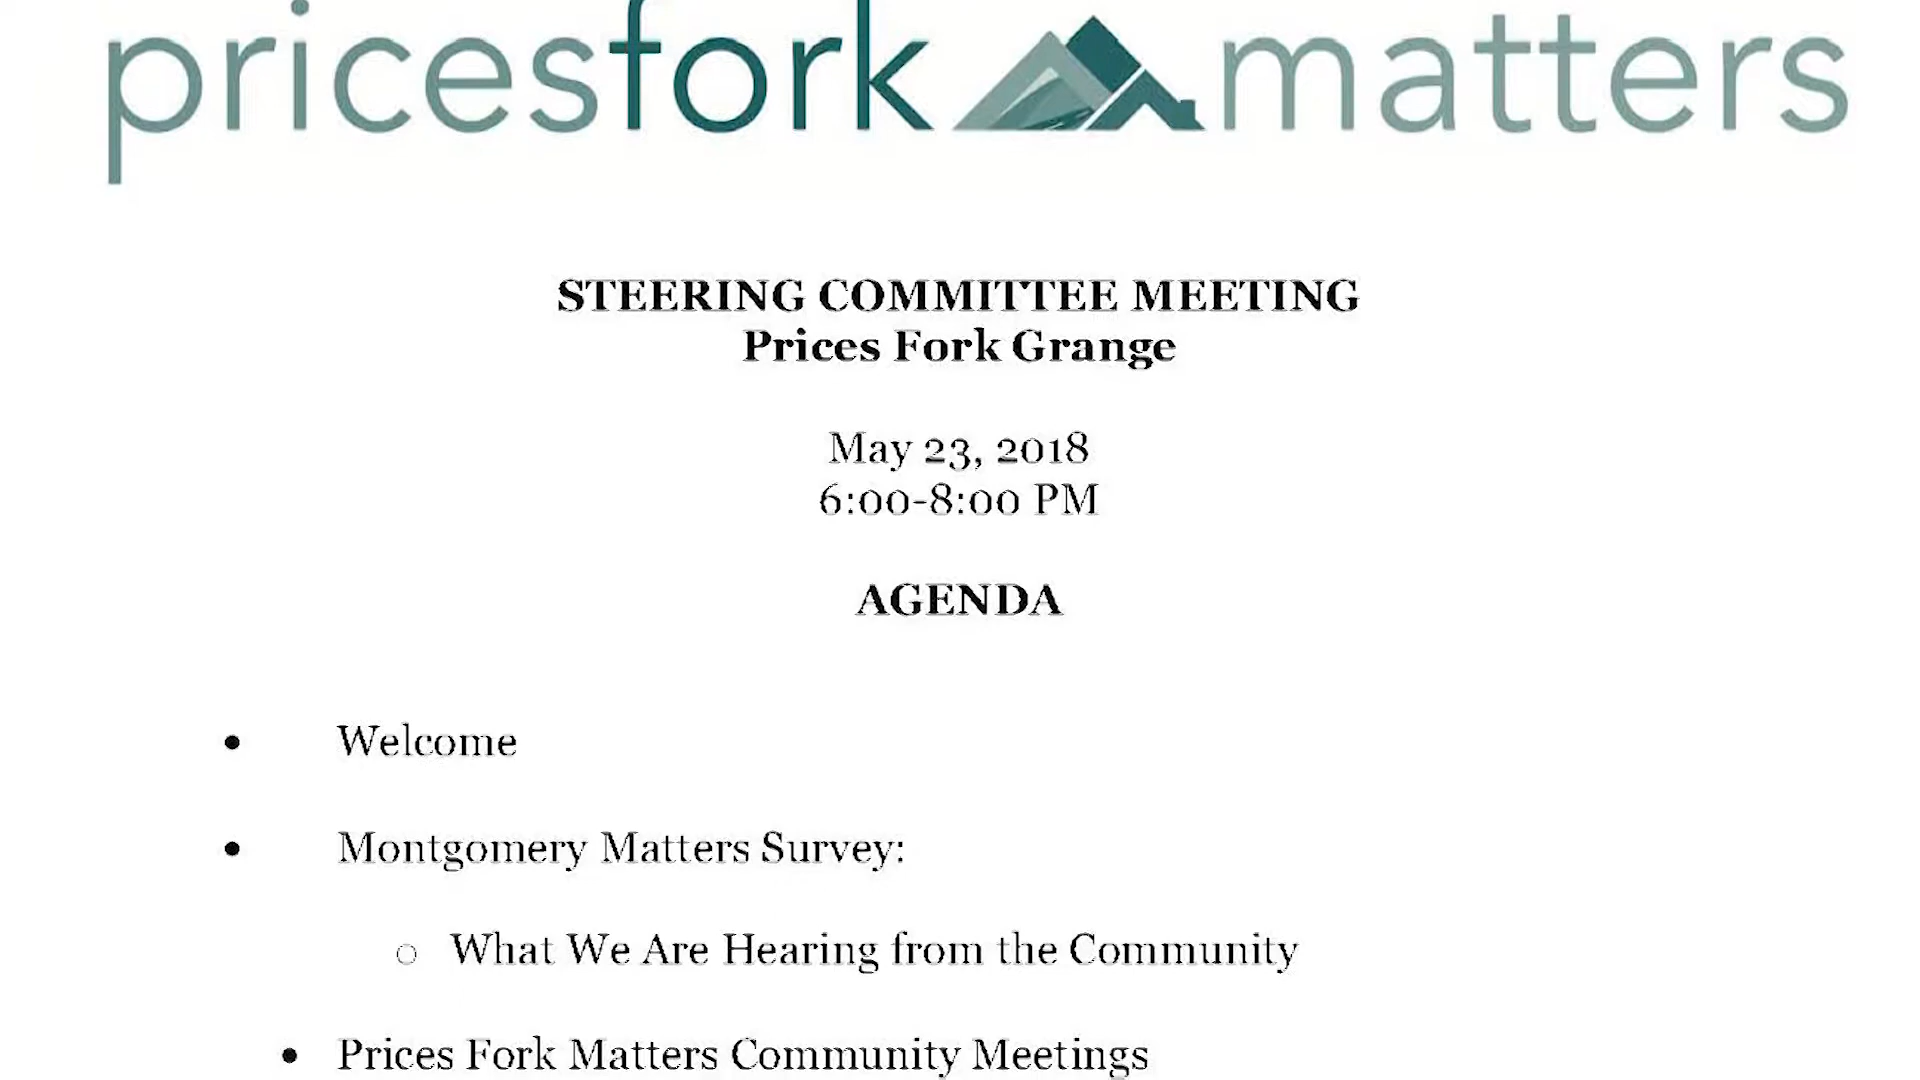 pricesfork matters
STEERING COMMITTEE MEETING
Prices Fork Grange
May 23, 2018
6:00-8:00 PM
AGENDA
• Welcome
• Montgomery Matters Survey:
○ What We Are Hearing from the Community
• Prices Fork Matters Community Meetings